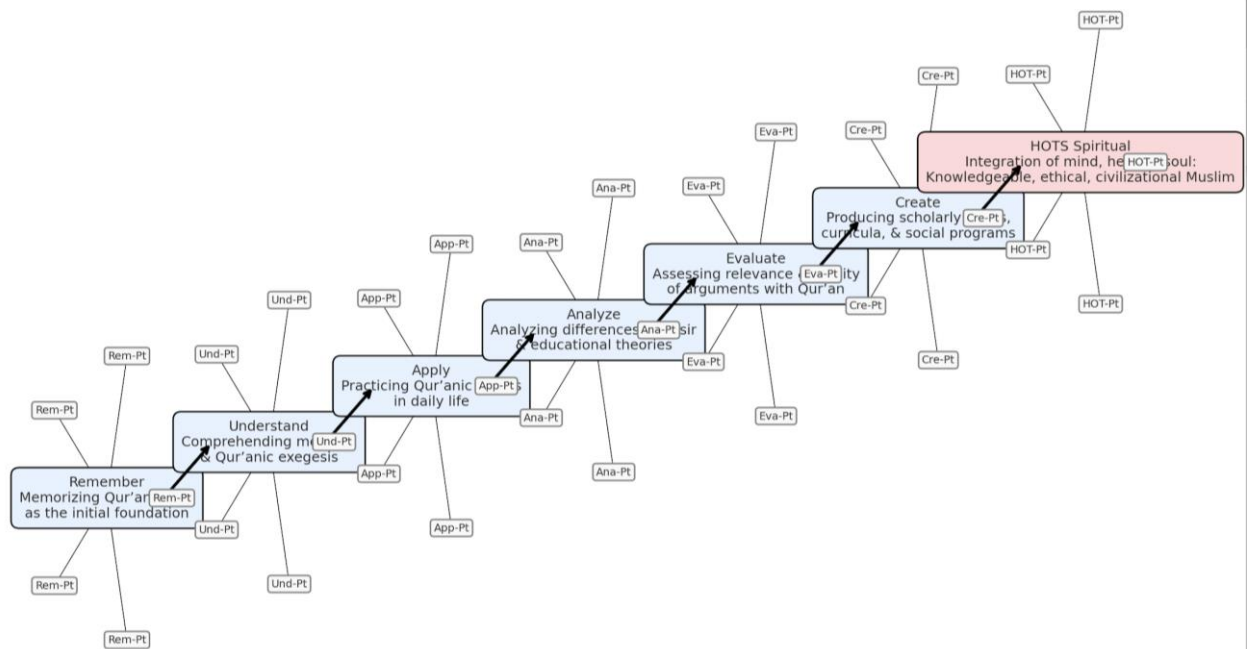 Remember
Memorizing
as the initial foundation
Rem-Pt
Rem-Pt
Rem-Pt
Rem-Pt
Rem-Pt
Understand
Comprehending
& Qur’anic exegesis
Und-Pt
Und-Pt
Und-Pt
Und-Pt
Und-Pt
Apply
Practicing Qur’anic
in daily life
App-Pt
App-Pt
App-Pt
App-Pt
App-Pt
Analyze
Analyzing differences
& educational theories
Ana-Pt
Ana-Pt
Ana-Pt
Ana-Pt
Ana-Pt
Evaluate
Assessing relevance
of arguments with Qur’an
Eva-Pt
Eva-Pt
Eva-Pt
Eva-Pt
Eva-Pt
Create
Producing scholarly
curricula, & social programs
Cre-Pt
Cre-Pt
Cre-Pt
Cre-Pt
Cre-Pt
HOTS Spiritual
Integration of mind, soul:
Knowledgeable, ethical, civilizational Muslim
HOT-Pt
HOT-Pt
HOT-Pt
HOT-Pt
HOT-Pt